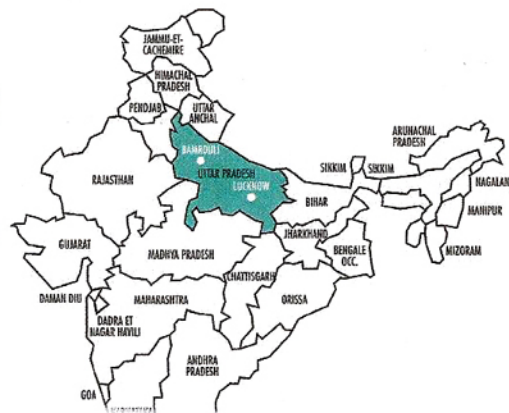 JAMMU-ET-
CACHEMIRE
HIMACHAL
PRADESH
PENDJAB
UTTAR
ANCHAL
BAMROULI
UTTAR PRADESH
LUCKNOW
RAJASTHAN
ARUNACHAL
PRADESH
SIKKIM
SIKKIM
BIHAR
NAGALAN
MANIPUR
MIZORAM
JHARKHAND
BENGALE
OCC.
GUJARAT
MADHYA PRADESH
CHATTISGARH
DAMAN DIU
MAHARASHTRA
ORISSA
DADRA ET
NAGAR HAVILI
ANDHRA
PRADESH
GOA